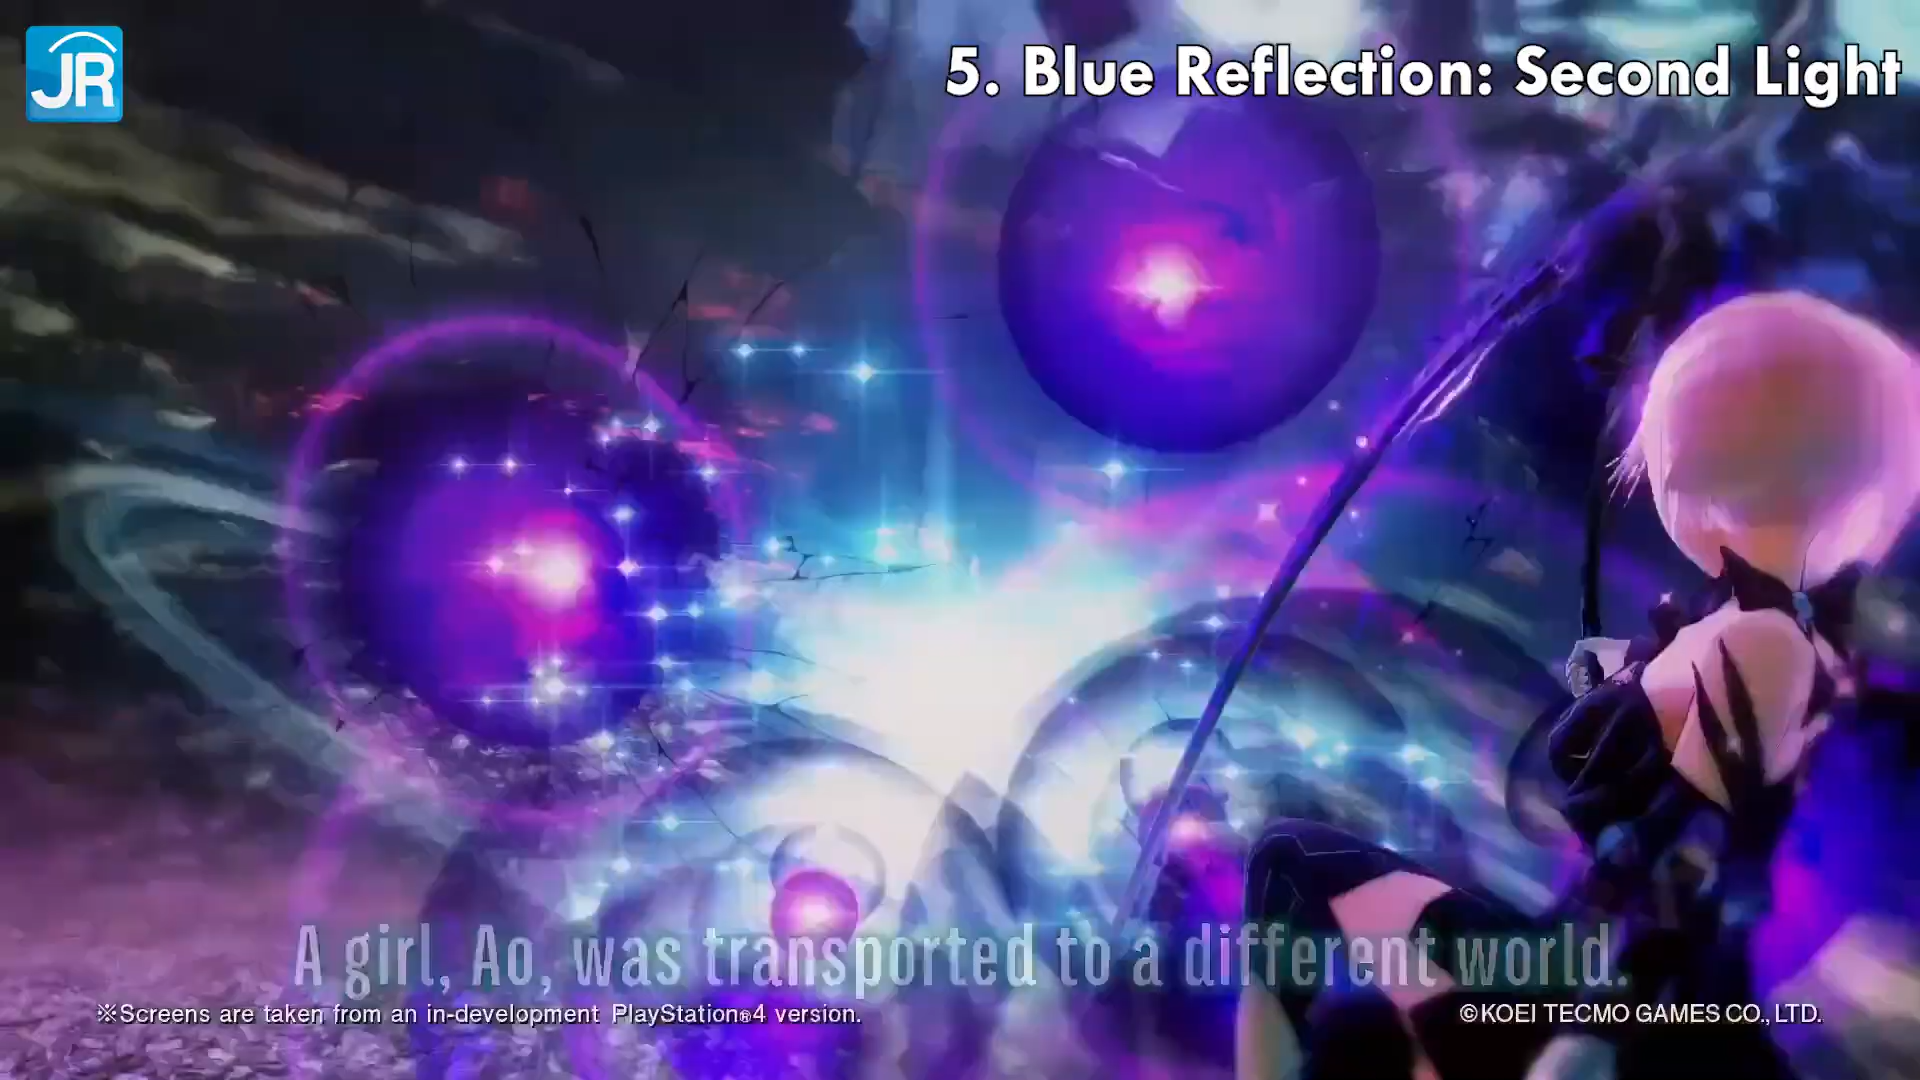 JR
5. Blue Reflection: Second Light
A girl, Ao, was transported to a different world.
※Screens are taken from an in-development PlayStation®4 version.
©KOEI TECMO GAMES CO., LTD.